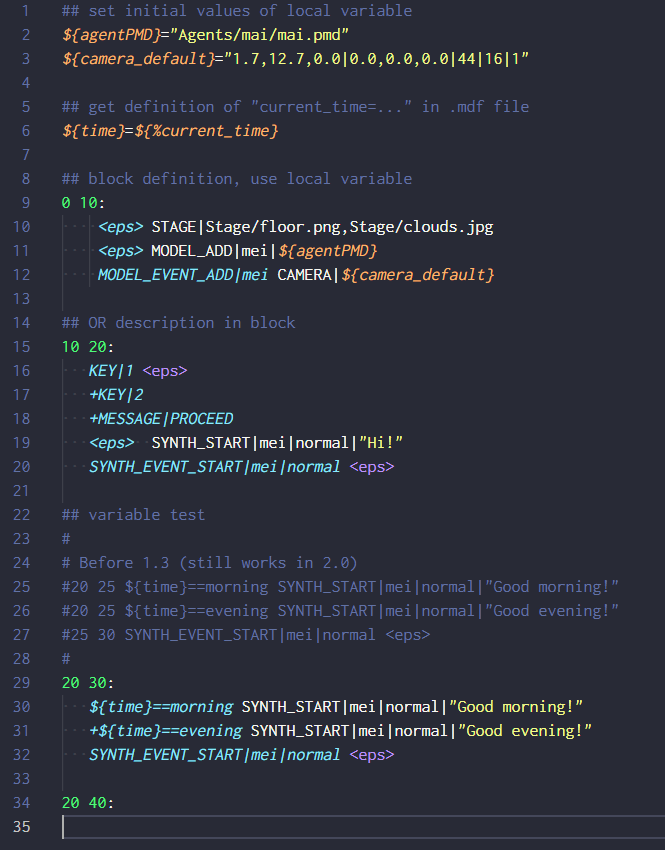 1 ## set initial values of local variable
2 ${agentPMD}="Agents/mai/mai.pmd"
3 ${camera_default}="1.7,12.7,0.0|0.0,0.0,0.0|44|16|1"
4
5 ## get definition of "current_time=..." in .mdf file
6 ${time}=${%current_time}
7
8 ## block definition, use local variable
9 0 10:
10 <eps> STAGE|Stage/floor.png,Stage/clouds.jpg
11 <eps> MODEL_ADD|mei|${agentPMD}
12 MODEL_EVENT_ADD|mei CAMERA|${camera_default}
13
14 ## OR description in block
15 10 20:
16 KEY|1 <eps>
17 +KEY|2
18 +MESSAGE|PROCEED
19 <eps> SYNTH_START|mei|normal|"Hi!"
20 SYNTH_EVENT_START|mei|normal <eps>
21
22 ## variable test
23 #
24 # Before 1.3 (still works in 2.0)
25 #20 25 ${time}==morning SYNTH_START|mei|normal|"Good morning!"
26 #20 25 ${time}==evening SYNTH_START|mei|normal|"Good evening!"
27 #25 30 SYNTH_EVENT_START|mei|normal <eps>
28 #
29 20 30:
30 ${time}==morning SYNTH_START|mei|normal|"Good morning!"
31 +${time}==evening SYNTH_START|mei|normal|"Good evening!"
32 SYNTH_EVENT_START|mei|normal <eps>
33
34 20 40:
35